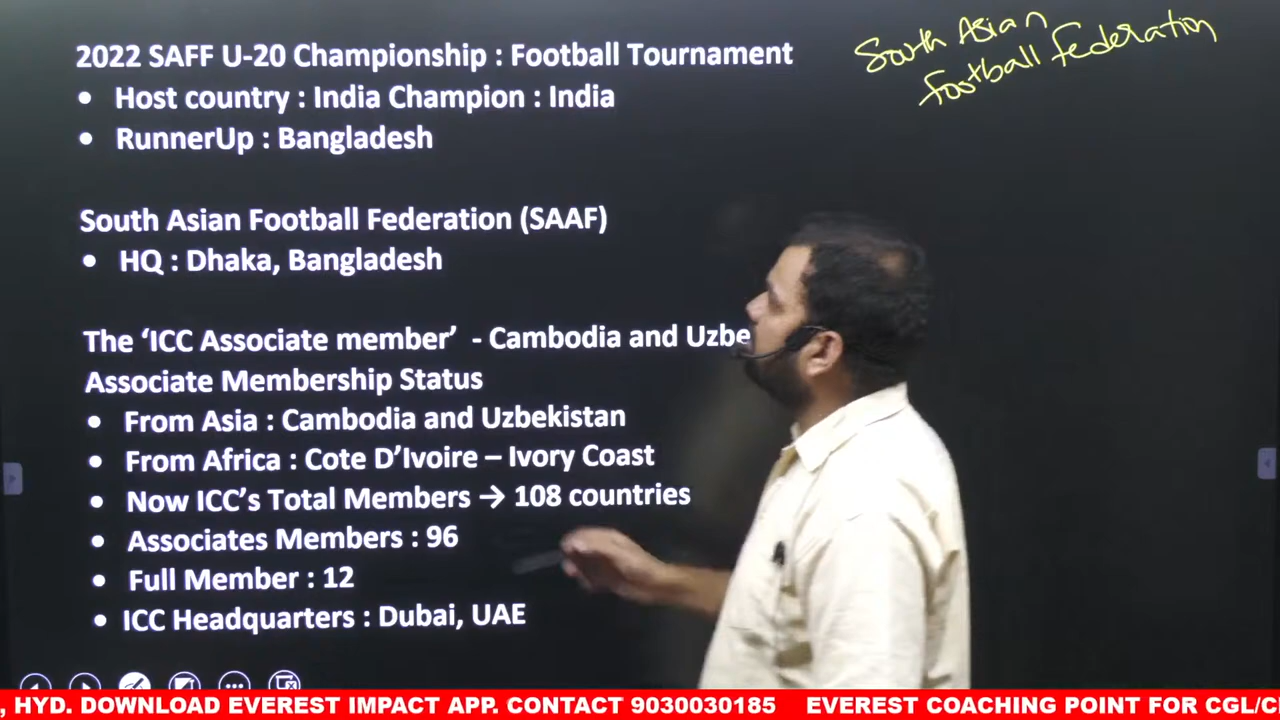 2022 SAFF U-20 Championship : Football Tournament
• Host country : India Champion : India
• RunnerUp : Bangladesh
South Asian
Football Federation
South Asian Football Federation (SAAF)
• HQ : Dhaka, Bangladesh
The ‘ICC Associate member’ - Cambodia and Uzbe
Associate Membership Status
• From Asia : Cambodia and Uzbekistan
• From Africa : Cote D’Ivoire – Ivory Coast
• Now ICC’s Total Members → 108 countries
• Associates Members : 96
• Full Member : 12
• ICC Headquarters : Dubai, UAE
, HYD. DOWNLOAD EVEREST IMPACT APP. CONTACT 9030030185 EVEREST COACHING POINT FOR CGL/C